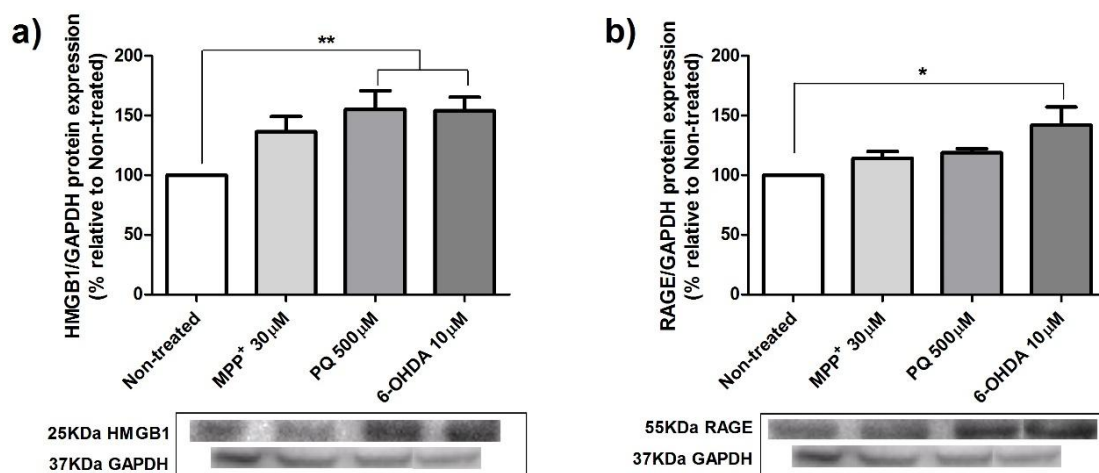 a)
HMGB1/GAPDH protein expression
(% relative to Non-treated)
200
150
100
50
0
**
Non-treated
MPP⁺ 30μM
PQ 500μM
6-OHDA 10μM
25KDa HMGB1
37KDa GAPDH
b)
RAGE/GAPDH protein expression
(% relative to Non-treated)
200
150
100
50
0
*
Non-treated
MPP⁺ 30μM
PQ 500μM
6-OHDA 10μM
55KDa RAGE
37KDa GAPDH